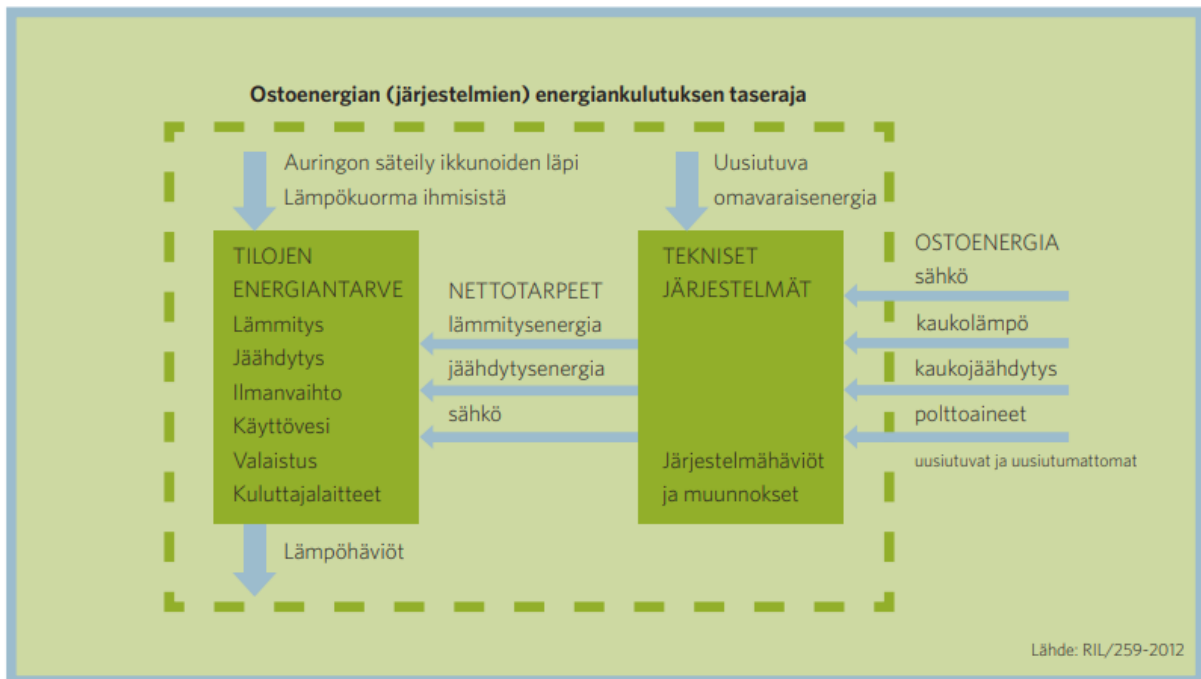 Ostoenergian (järjestelmien) energiankulutuksen taseraja
Auringon säteily ikkunoiden läpi
Lämpökuorma ihmisistä
Uusiutuva
omavaraisenergia
TILOJEN
ENERGIANTARVE
Lämmitys
Jäähdytys
Ilmanvaihto
Käyttövesi
Valaistus
Kuluttajalaitteet
NETTOTARPEET
lämmitysenergia
jäähdytysenergia
sähkö
TEKNISET
JÄRJESTELMÄT
Järjestelmähäviöt
ja muunnokset
OSTOENERGIA
sähkö
kaukolämpö
kaukojäähdytys
polttoaineet
uusiutuvat ja uusiutumattomat
Lämpöhäviöt
Lähde: RIL/259-2012